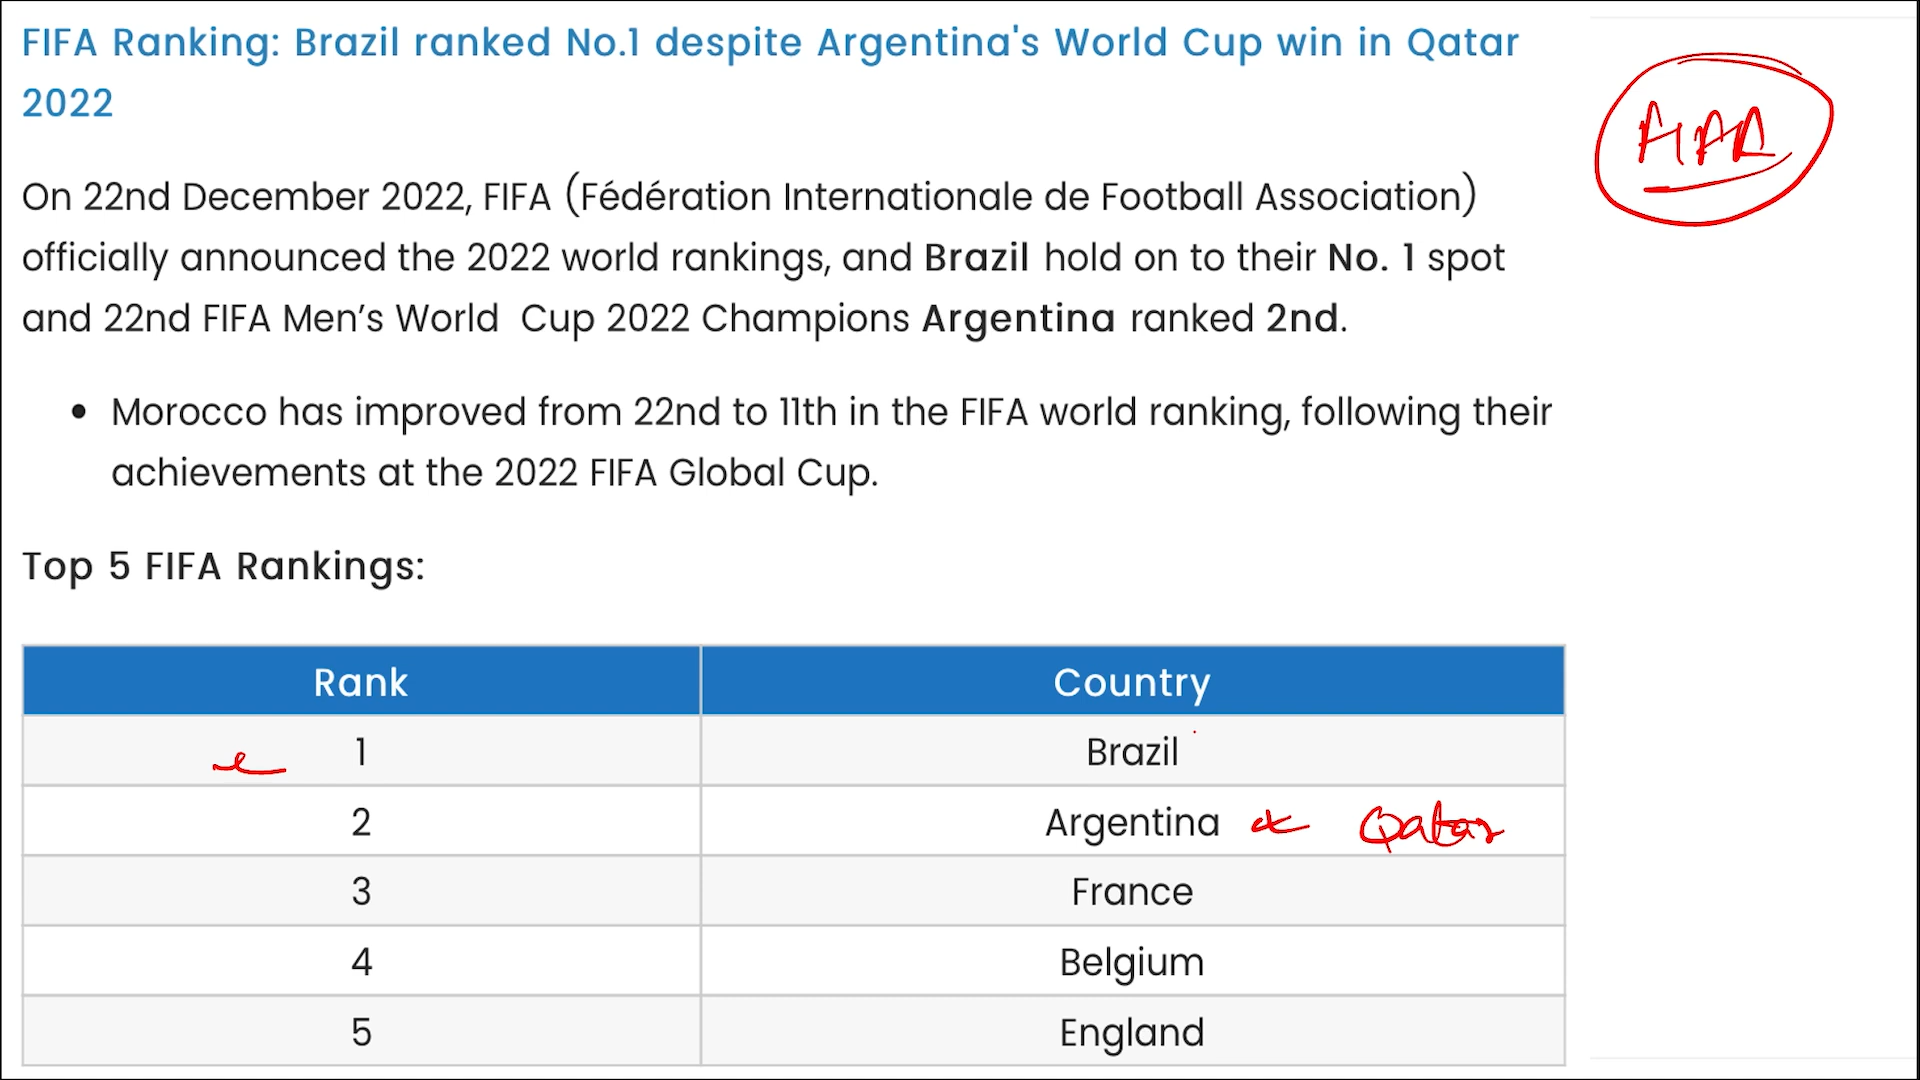 FIFA Ranking: Brazil ranked No.1 despite Argentina's World Cup win in Qatar
2022
FIFA
On 22nd December 2022, FIFA (Fédération Internationale de Football Association)
officially announced the 2022 world rankings, and Brazil hold on to their No. 1 spot
and 22nd FIFA Men’s World Cup 2022 Champions Argentina ranked 2nd.
• Morocco has improved from 22nd to 11th in the FIFA world ranking, following their
achievements at the 2022 FIFA Global Cup.
Top 5 FIFA Rankings:
Rank Country
1 Brazil
2 Argentina Qatar
3 France
4 Belgium
5 England